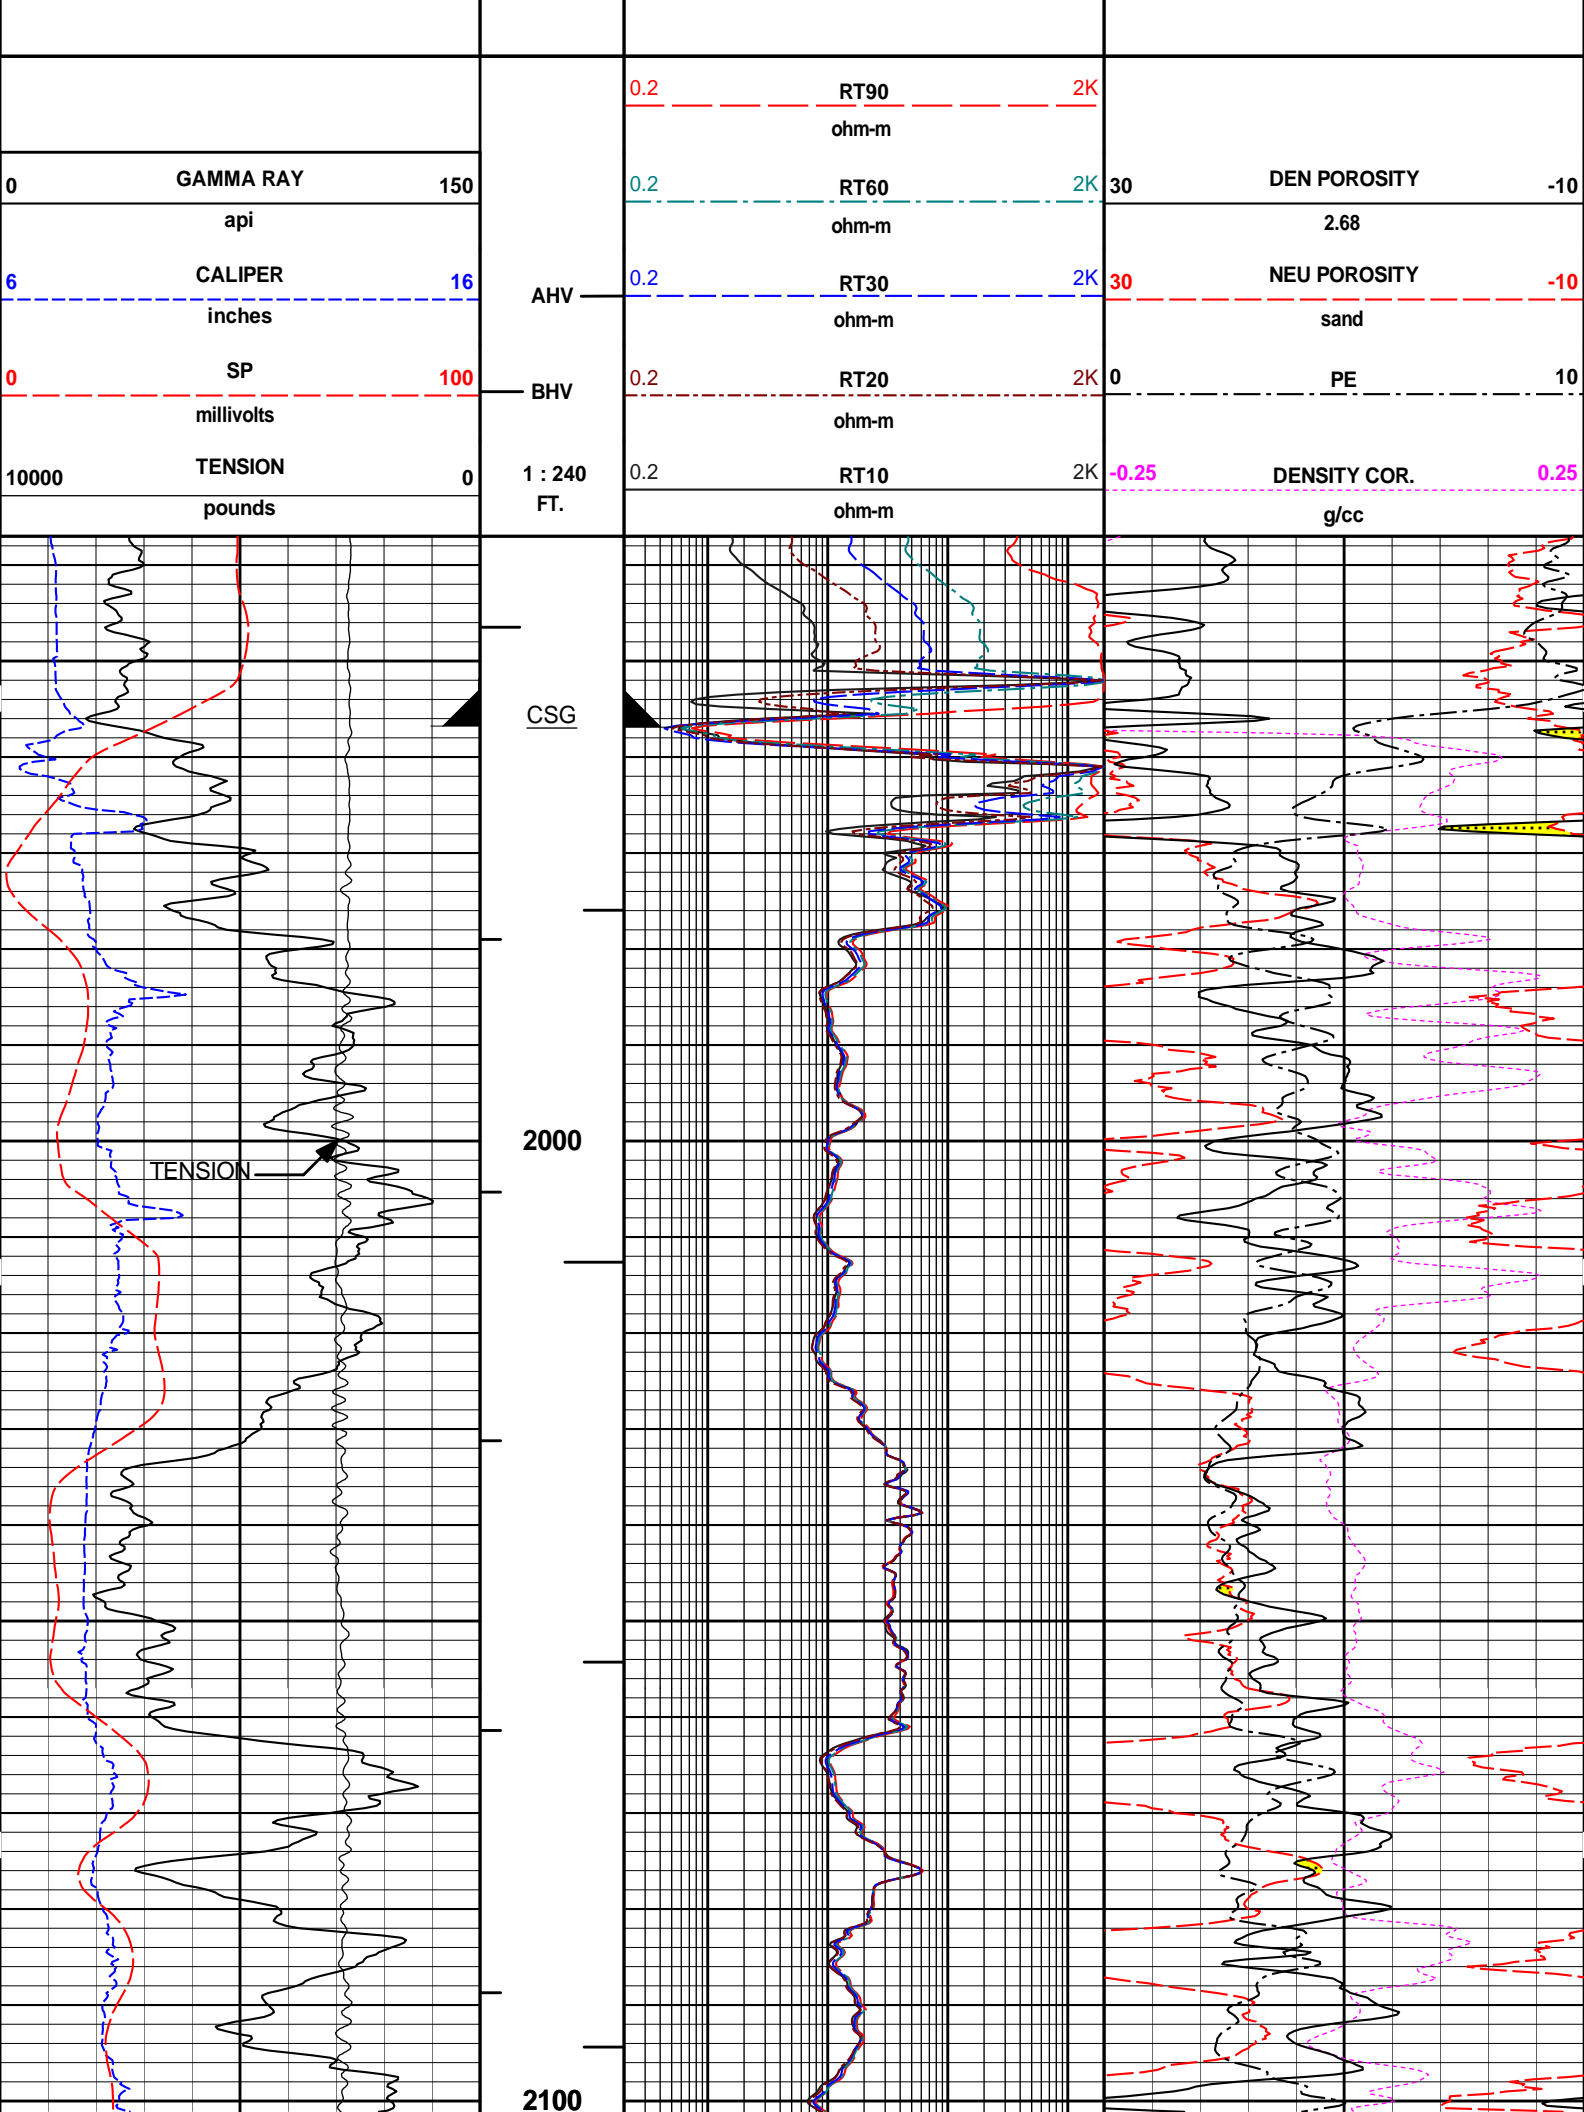 0 GAMMA RAY 150
api
6 CALIPER 16
inches
0 SP 100
millivolts
10000 TENSION 0
pounds
AHV
BHV
1 : 240
FT.
0.2 RT90 2K
ohm-m
0.2 RT60 2K
ohm-m
0.2 RT30 2K
ohm-m
0.2 RT20 2K
ohm-m
0.2 RT10 2K
ohm-m
30 DEN POROSITY -10
2.68
30 NEU POROSITY -10
sand
0 PE 10
-0.25 DENSITY COR. 0.25
g/cc
CSG
2000
TENSION
2100